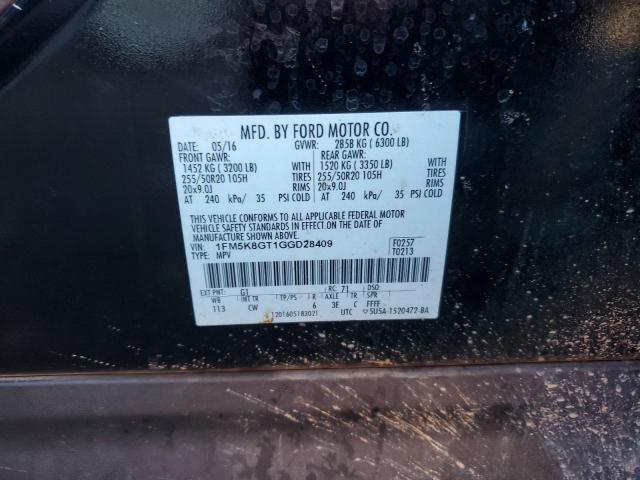 MFD. BY FORD MOTOR CO.
DATE: 05/16 GVWR: 2858 KG ( 6300 LB)
FRONT GAWR: REAR GAWR:
1452 KG ( 3200 LB) WITH 1520 KG ( 3350 LB) WITH
255/50R20 105H TIRES 255/50R20 105H TIRES
20x9.0J RIMS 20x9.0J RIMS
AT 240 kPa/ 35 PSI COLD AT 240 kPa/ 35 PSI COLD
THIS VEHICLE CONFORMS TO ALL APPLICABLE FEDERAL MOTOR
VEHICLE SAFETY STANDARDS IN EFFECT ON THE DATE OF
MANUFACTURE SHOWN ABOVE.
VIN: 1FM5K8GT1GGD28409 F0257
TYPE: MPV T0213
EXT PNT: G1 RC: 71 DSO:
WB INT TR TP/PS R AXLE TR SPR
113 CW 6 3E C FFFF
20160518302 UTC 5U5A-1520472-BA